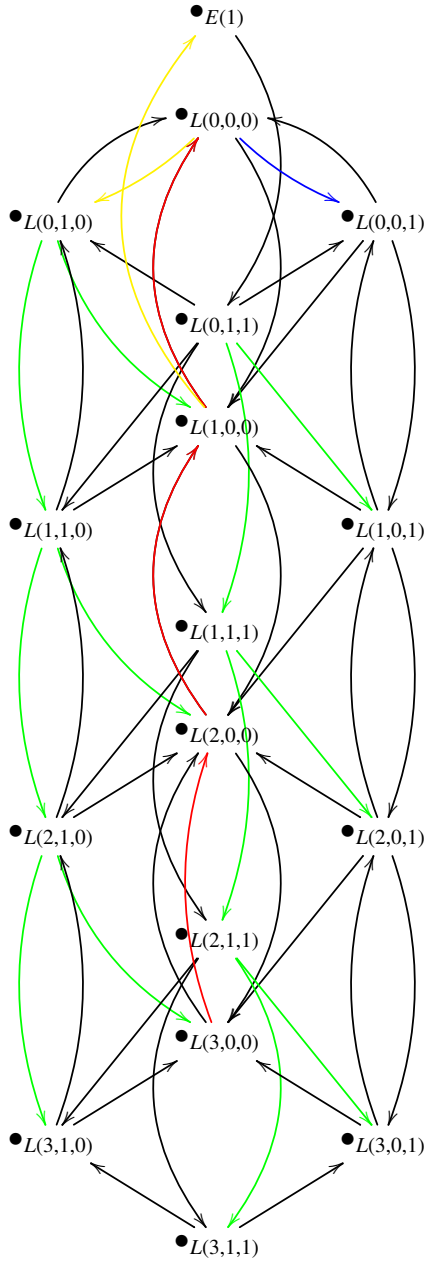 E(1)
L(0,0,0)
L(0,1,0)
L(0,0,1)
L(0,1,1)
L(1,0,0)
L(1,1,0)
L(1,0,1)
L(1,1,1)
L(2,0,0)
L(2,1,0)
L(2,0,1)
L(2,1,1)
L(3,0,0)
L(3,1,0)
L(3,0,1)
L(3,1,1)